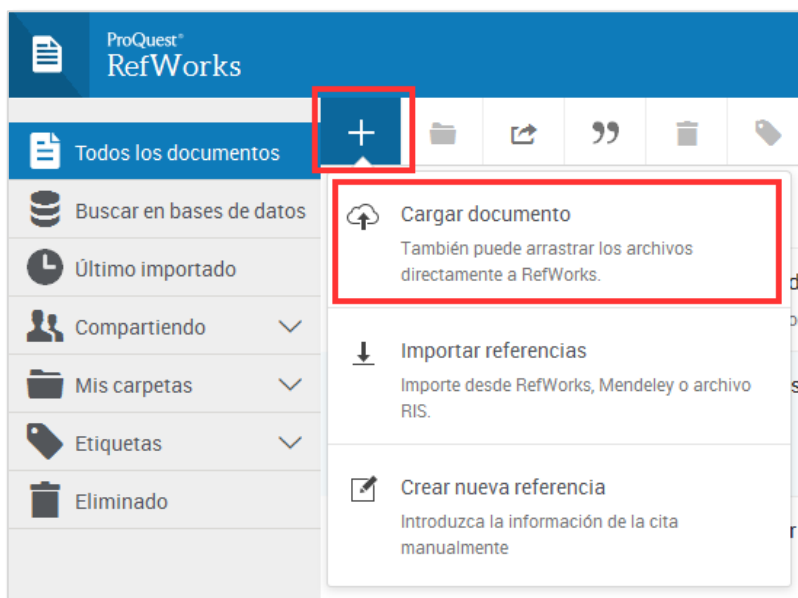 ProQuest®
RefWorks
Todos los documentos
Buscar en bases de datos
Último importado
Compartiendo
Mis carpetas
Etiquetas
Eliminado
Cargar documento
También puede arrastrar los archivos
directamente a RefWorks.
Importar referencias
Importe desde RefWorks, Mendeley o archivo
RIS.
Crear nueva referencia
Introduzca la información de la cita
manualmente